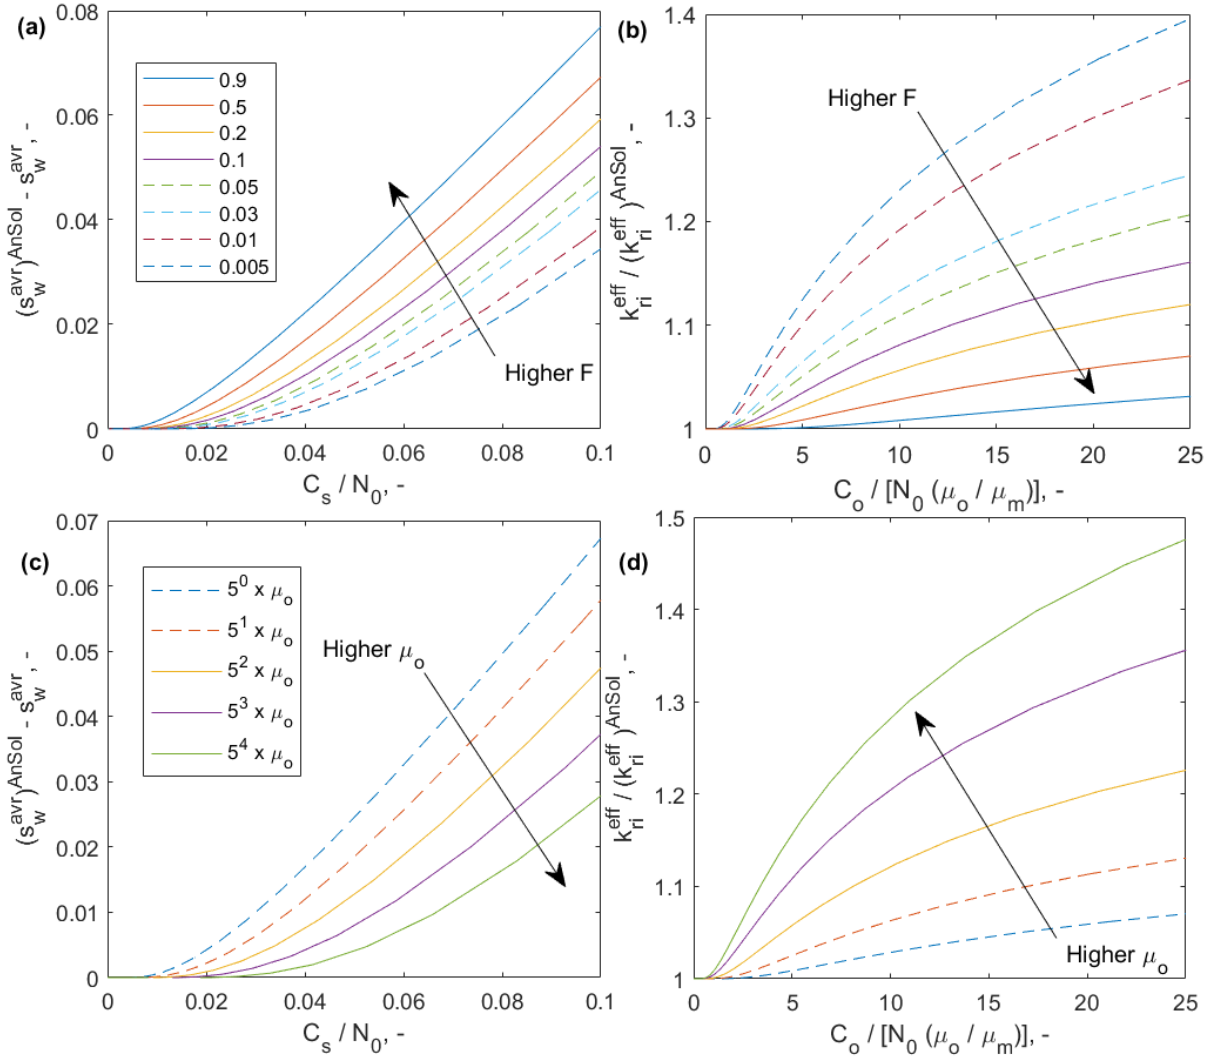 (a)
0.08
0.06
0.04
0.02
0
(s_w^avr)^AnSol - s_w^avr, -
0.9
0.5
0.2
0.1
0.05
0.03
0.01
0.005
Higher F
0 0.02 0.04 0.06 0.08 0.1
C_s / N_0, -
(b)
1.4
1.3
1.2
1.1
1
k_ri^eff / (k_ri^eff)^AnSol, -
Higher F
0 5 10 15 20 25
C_o / [N_0 (μ_o / μ_m)], -
(c)
0.07
0.06
0.05
0.04
0.03
0.02
0.01
0
(s_w^avr)^AnSol - s_w^avr, -
5^0 x μ_o
5^1 x μ_o
5^2 x μ_o
5^3 x μ_o
5^4 x μ_o
Higher μ_o
0 0.02 0.04 0.06 0.08 0.1
C_s / N_0, -
(d)
1.5
1.4
1.3
1.2
1.1
1
k_ri^eff / (k_ri^eff)^AnSol, -
Higher μ_o
0 5 10 15 20 25
C_o / [N_0 (μ_o / μ_m)], -